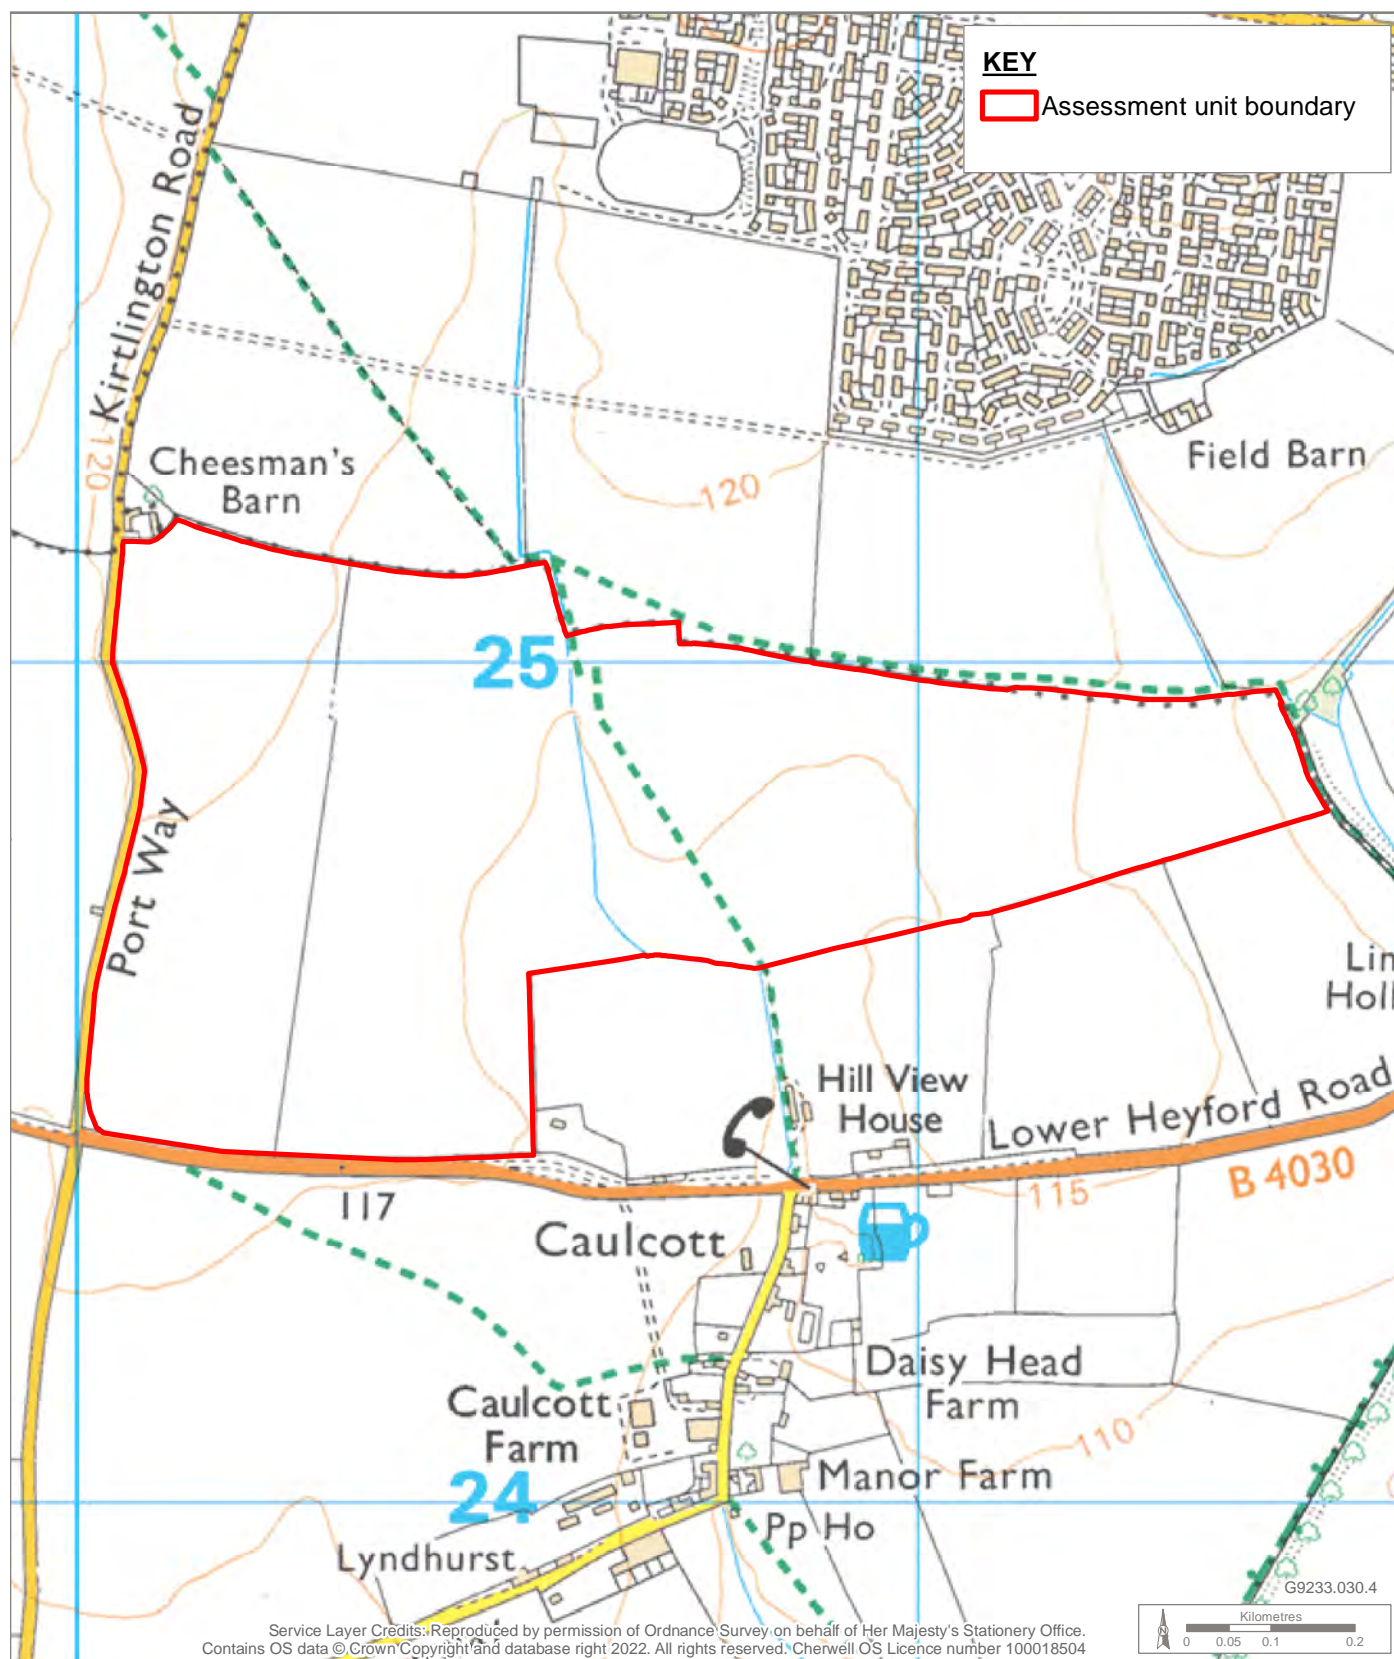 KEY
Assessment unit boundary
Kirtlington Road
120
Cheesman's
Barn
Field Barn
120
25
Port Way
Hill View
House
Lower Heyford Road
B 4030
115
117
Caulcott
Daisy Head
Farm
Caulcott
Farm
110
24
Manor Farm
Pp Ho
Lyndhurst
G9233.030.4
Kilometres
0 0.05 0.1 0.2
Service Layer Credits: Reproduced by permission of Ordnance Survey on behalf of Her Majesty's Stationery Office.
Contains OS data © Crown Copyright and database right 2022. All rights reserved. Cherwell OS Licence number 100018504